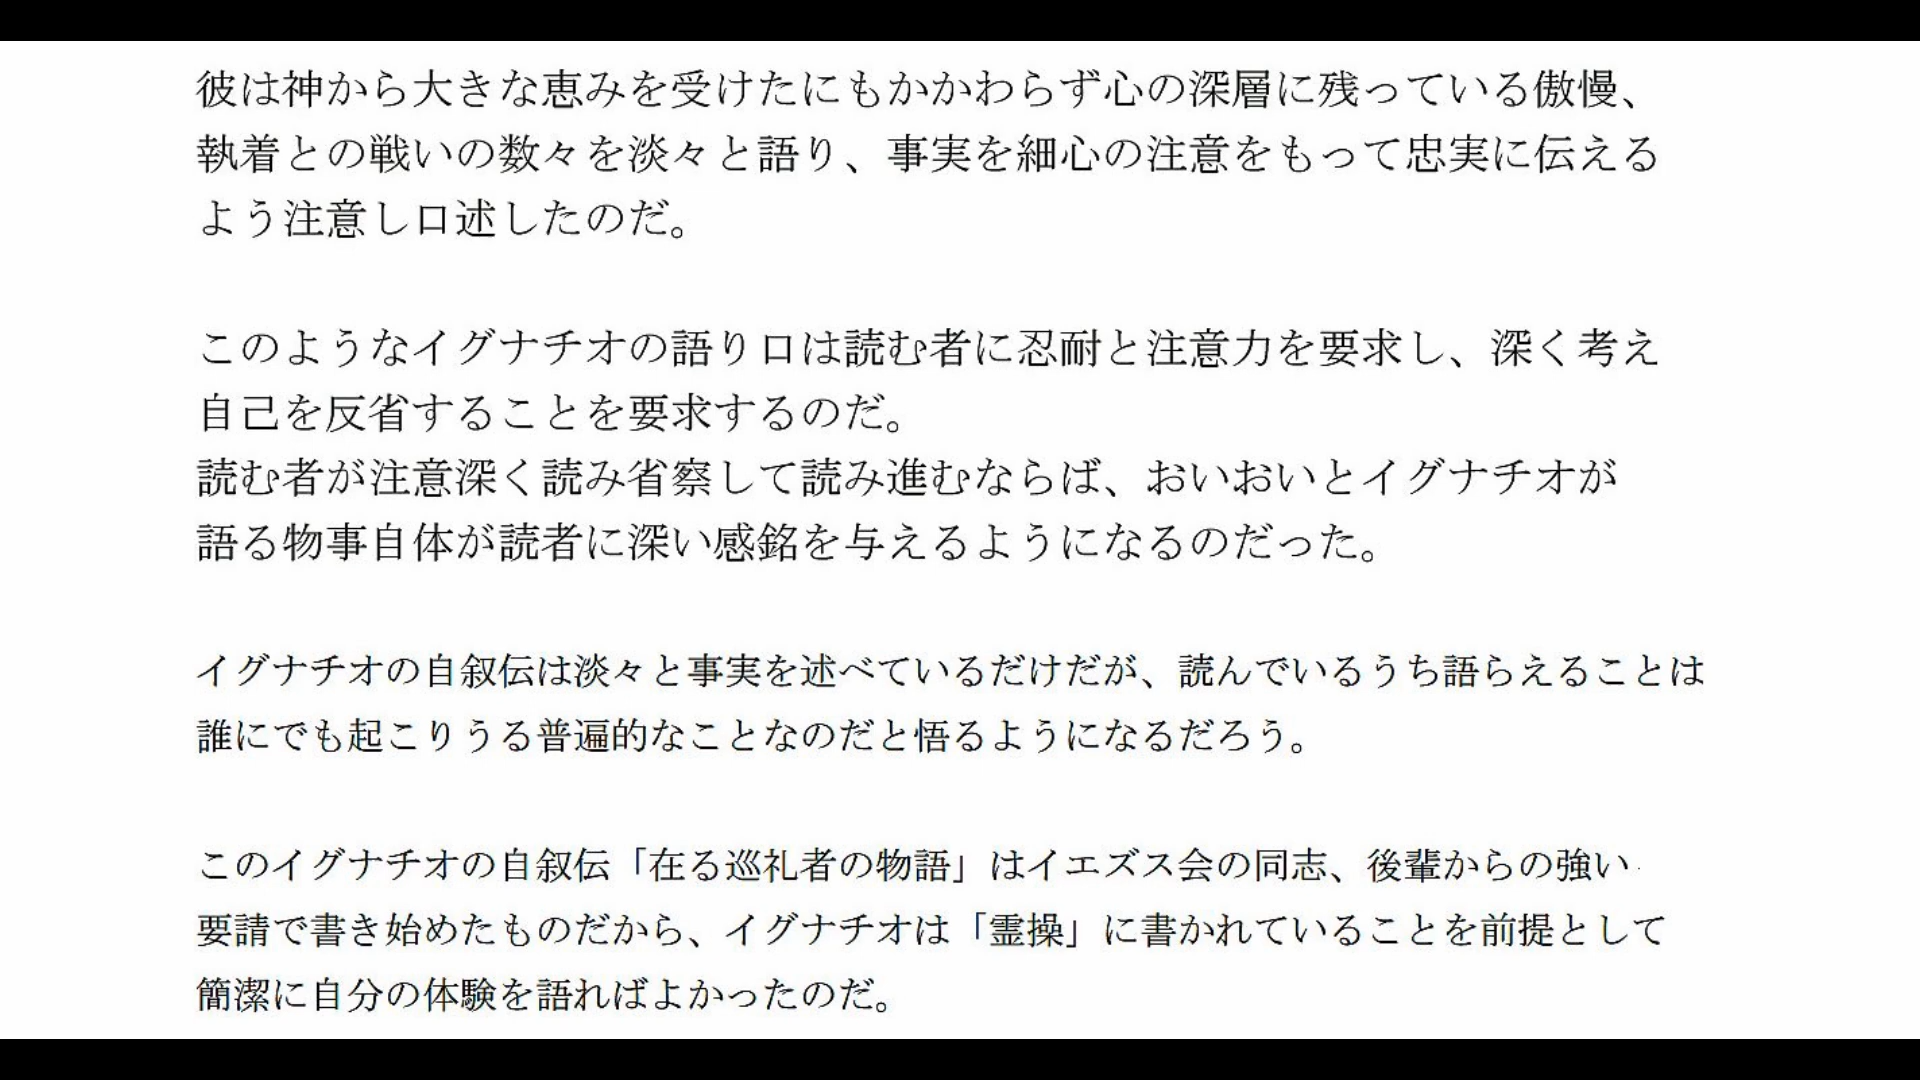 彼は神から大きな恵みを受けたにもかかわらず心の深層に残っている傲慢、
執着との戦いの数々を淡々と語り、事実を細心の注意をもって忠実に伝える
よう注意し口述したのだ。
このようなイグナチオの語り口は読む者に忍耐と注意力を要求し、深く考え
自己を反省することを要求するのだ。
読む者が注意深く読み省察して読み進むならば、おいおいとイグナチオが
語る物事自体が読者に深い感銘を与えるようになるのだった。
イグナチオの自叙伝は淡々と事実を述べているだけだが、読んでいるうち語らえることは
誰にでも起こりうる普遍的なことなのだと悟るようになるだろう。
このイグナチオの自叙伝「在る巡礼者の物語」はイエズス会の同志、後輩からの強い
要請で書き始めたものだから、イグナチオは「霊操」に書かれていることを前提として
簡潔に自分の体験を語ればよかったのだ。